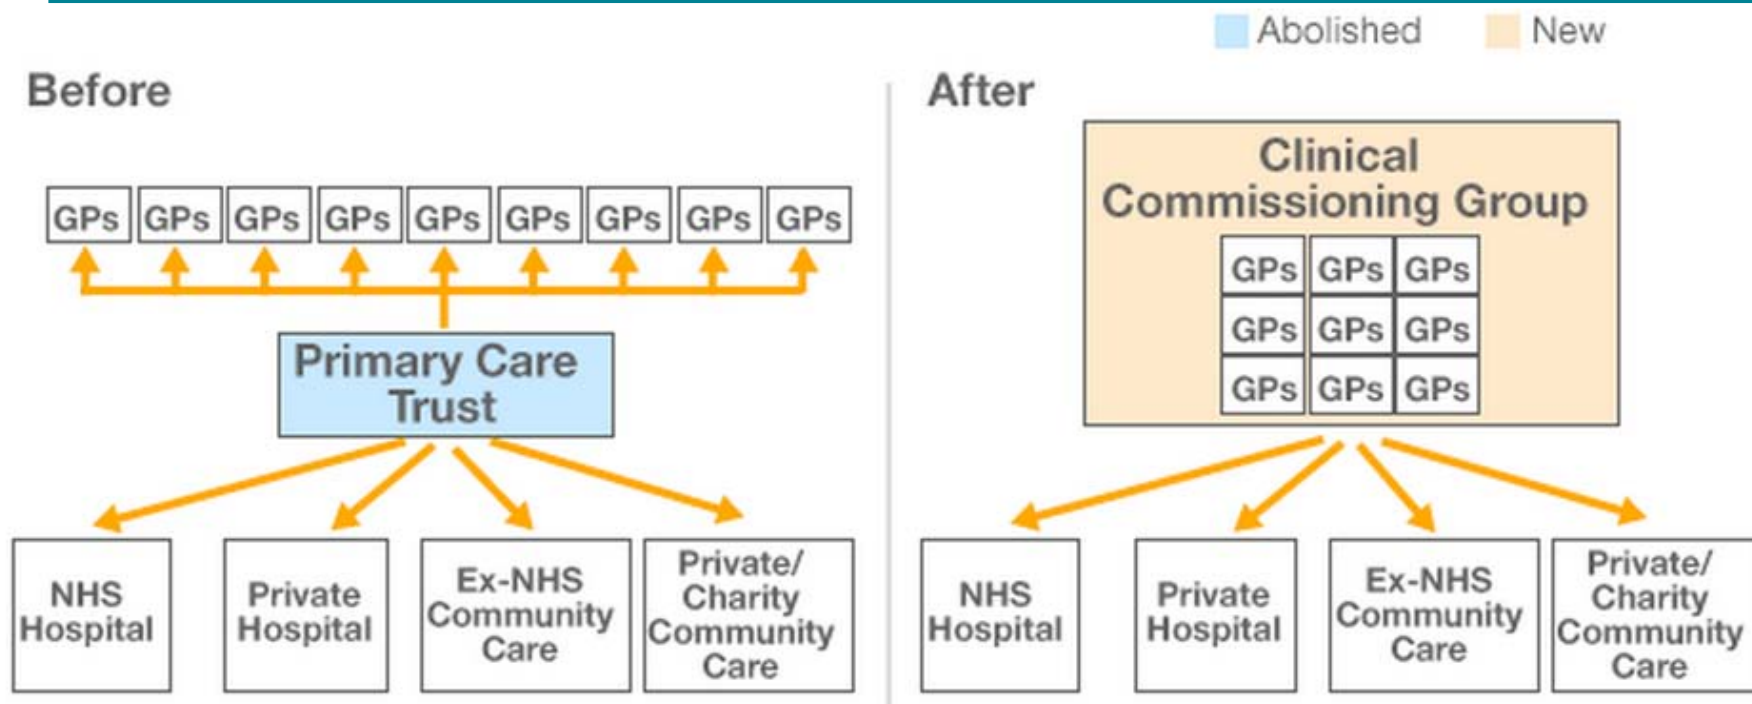 Abolished New
Before
GPs GPs GPs GPs GPs GPs GPs GPs GPs
Primary Care
Trust
NHS
Hospital
Private
Hospital
Ex-NHS
Community
Care
Private/
Charity
Community
Care
After
Clinical
Commissioning Group
GPs GPs GPs
GPs GPs GPs
GPs GPs GPs
NHS
Hospital
Private
Hospital
Ex-NHS
Community
Care
Private/
Charity
Community
Care